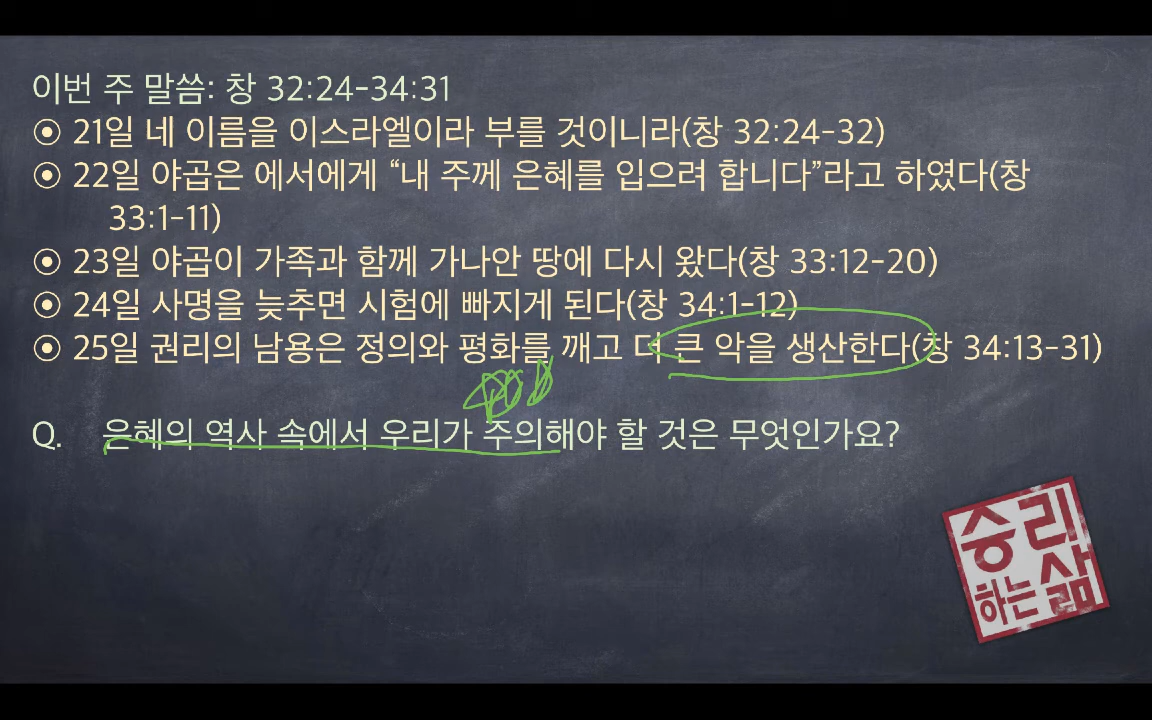 이번 주 말씀: 창 32:24-34:31
⦿ 21일 네 이름을 이스라엘이라 부를 것이니라(창 32:24-32)
⦿ 22일 야곱은 에서에게 “내 주께 은혜를 입으려 합니다”라고 하였다(창
33:1-11)
⦿ 23일 야곱이 가족과 함께 가나안 땅에 다시 왔다(창 33:12-20)
⦿ 24일 사명을 늦추면 시험에 빠지게 된다(창 34:1-12)
⦿ 25일 권리의 남용은 정의와 평화를 깨고 더 큰 악을 생산한다(창 34:13-31)
Q. 은혜의 역사 속에서 우리가 주의해야 할 것은 무엇인가요?
승리
하는 삶